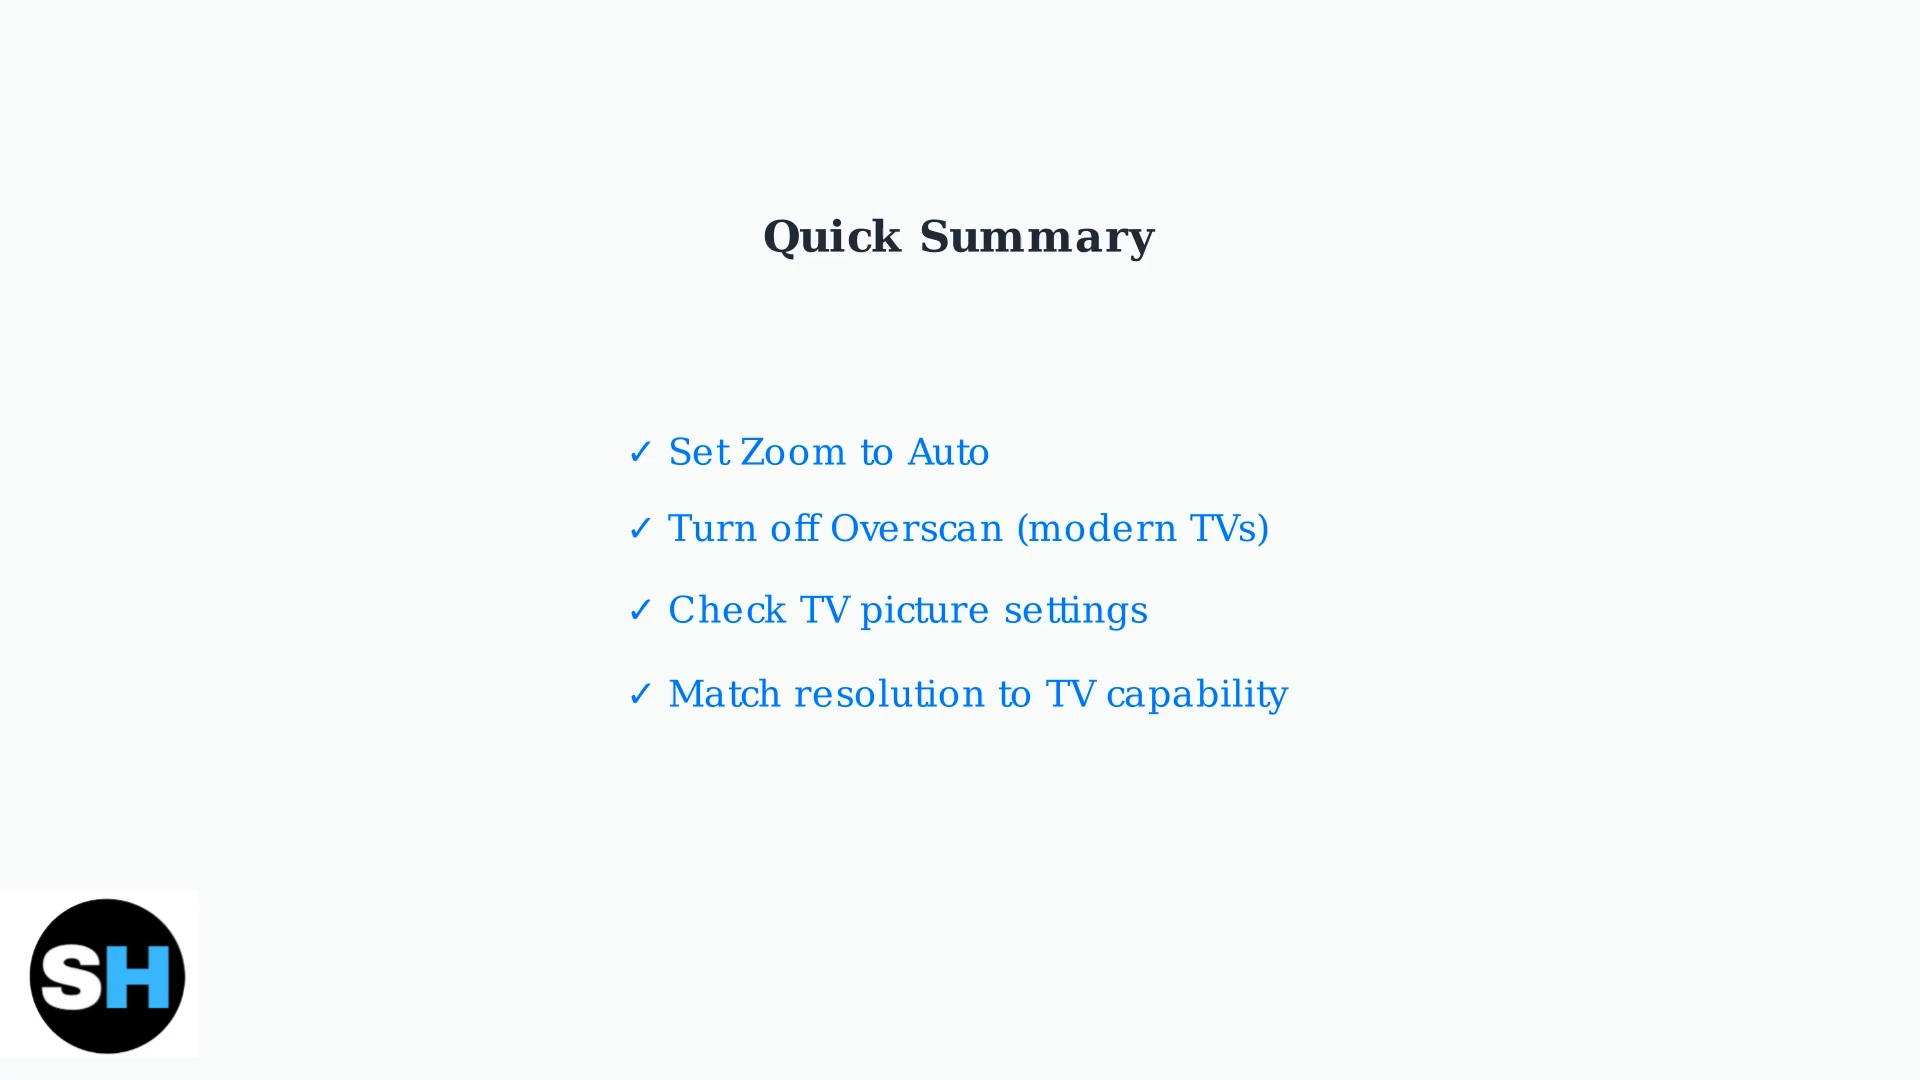 Quick Summary
✓ Set Zoom to Auto
✓ Turn off Overscan (modern TVs)
✓ Check TV picture settings
✓ Match resolution to TV capability
SH